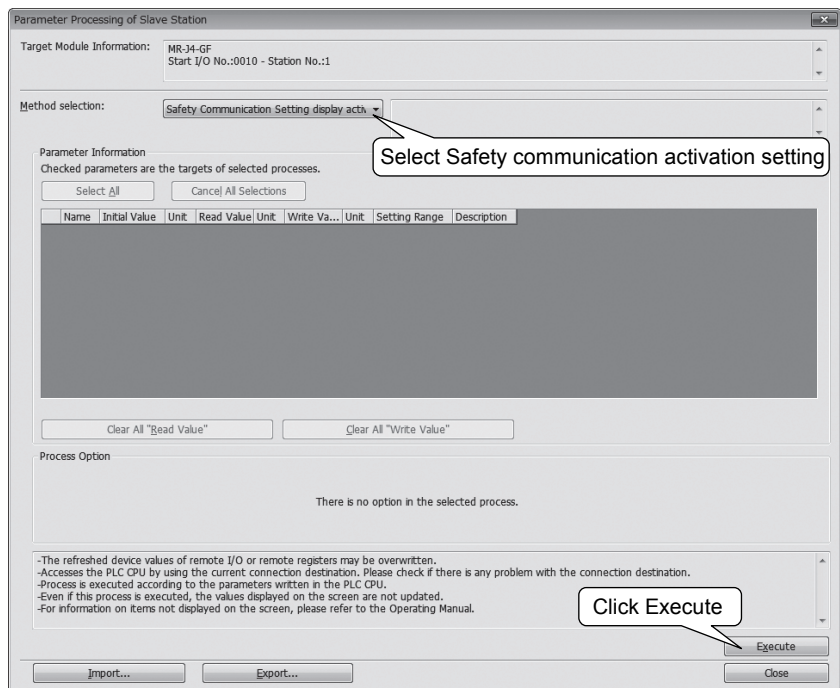 Parameter Processing of Slave Station
Target Module Information:
MR-J4-GF
Start I/O No.:0010 - Station No.:1
Method selection:
Safety Communication Setting display activ
Select Safety communication activation setting
Parameter Information
Checked parameters are the targets of selected processes.
Select All
Cancel All Selections
Name Initial Value Unit Read Value Unit Write Va... Unit Setting Range Description
Clear All "Read Value"
Clear All "Write Value"
Process Option
There is no option in the selected process.
-The refreshed device values of remote I/O or remote registers may be overwritten.
-Accesses the PLC CPU by using the current connection destination. Please check if there is any problem with the connection destination.
-Process is executed according to the parameters written in the PLC CPU.
-Even if this process is executed, the values displayed on the screen are not updated.
-For information on items not displayed on the screen, please refer to the Operating Manual.
Click Execute
Execute
Import...
Export...
Close